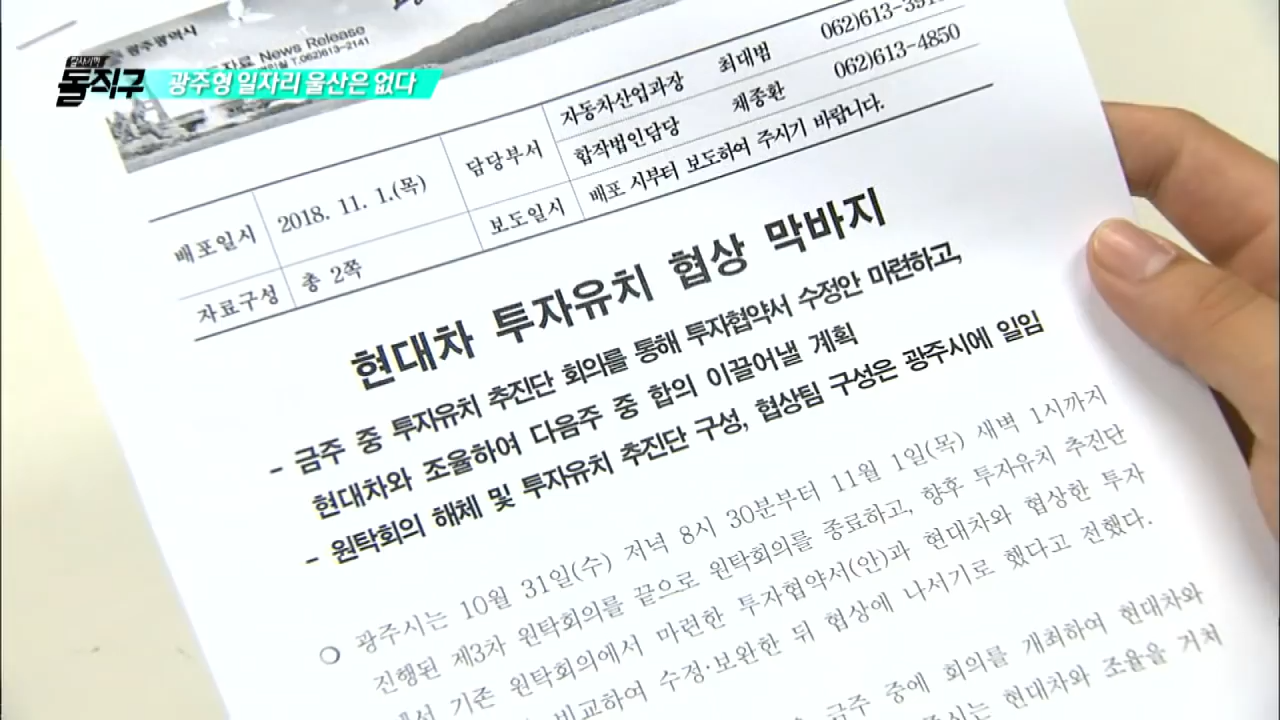 돌직구
광주형 일자리 울산은 없다
광주광역시
News Release
T.062)613-2141
배포일시
2018. 11. 1.(목)
담당부서
자동차산업과장 최대범
합작법인담당 채종환 062)613-4850
자료구성
총 2쪽
보도일시
배포 시부터 보도하여 주시기 바랍니다.
현대차 투자유치 협상 막바지
- 금주 중 투자유치 추진단 회의를 통해 투자협약서 수정안 마련하고,
현대차와 조율하여 다음주 중 합의 이끌어낼 계획
- 원탁회의 해체 및 투자유치 추진단 구성, 협상팀 구성은 광주시에 일임
❍ 광주시는 10월 31일(수) 저녁 8시 30분부터 11월 1일(목) 새벽 1시까지
진행된 제3차 원탁회의를 끝으로 원탁회의를 종료하고, 향후 투자유치 추진단
에서 기존 원탁회의에서 마련한 투자협약서(안)과 현대차와 협상한 투자
비교하여 수정·보완한 뒤 협상에 나서기로 했다고 전했다.
금주 중에 회의를 개최하여 현대차와
현대차와 조율을 거쳐